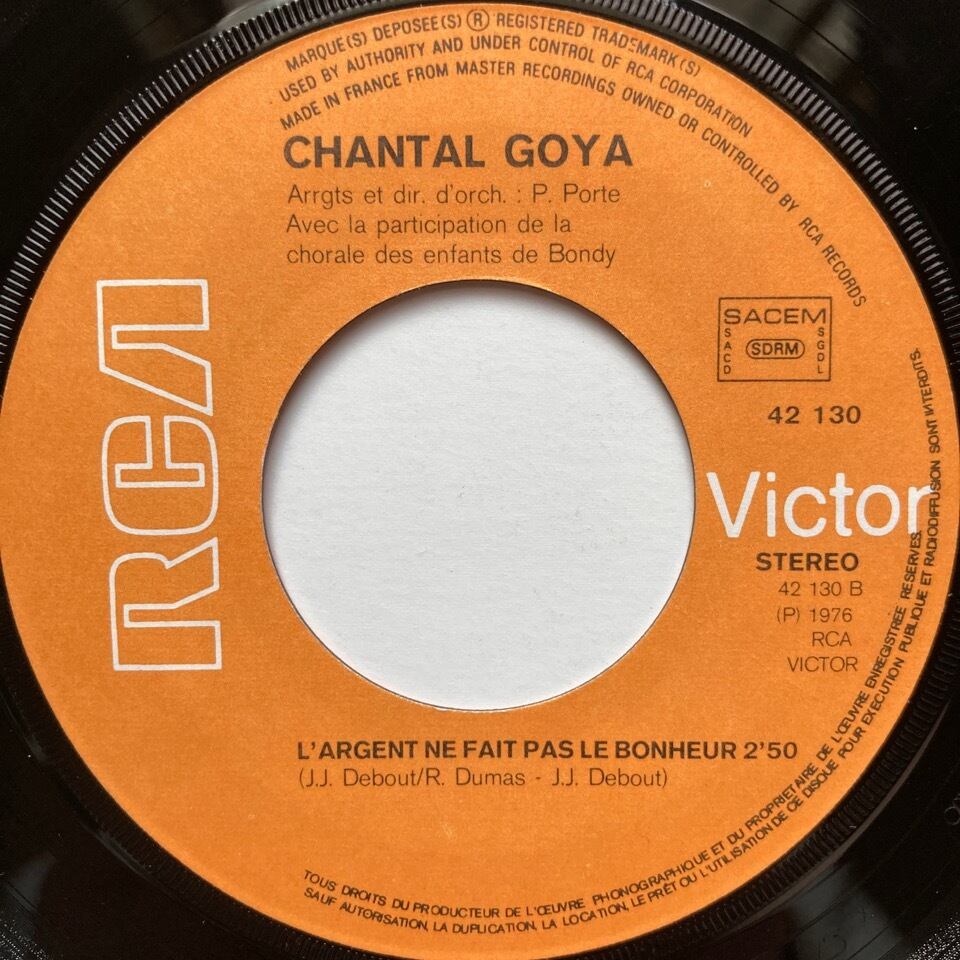 MARQUE(S) DEPOSEE(S) ® REGISTERED TRADEMARK(S)
USED BY AUTHORITY AND UNDER CONTROL OF RCA CORPORATION
MADE IN FRANCE FROM MASTER RECORDINGS OWNED OR CONTROLLED BY RCA RECORDS
CHANTAL GOYA
Arrgts et dir. d'orch. : P. Porte
Avec la participation de la
chorale des enfants de Bondy
RCA
SACEM
SACD
SDRM
SGDL
42 130
Victor
STEREO
42 130 B
(P) 1976
RCA
VICTOR
L'ARGENT NE FAIT PAS LE BONHEUR 2'50
(J.J. Debout/R. Dumas - J.J. Debout)
TOUS DROITS DU PRODUCTEUR DE L'ŒUVRE PHONOGRAPHIQUE ET DU PROPRIETAIRE DE L'ŒUVRE ENREGISTREE RESERVES.
SAUF AUTORISATION, LA DUPLICATION, LA LOCATION, LE PRÊT OU L'UTILISATION DE CE DISQUE POUR EXECUTION PUBLIQUE ET RADIODIFFUSION SONT INTERDITS.